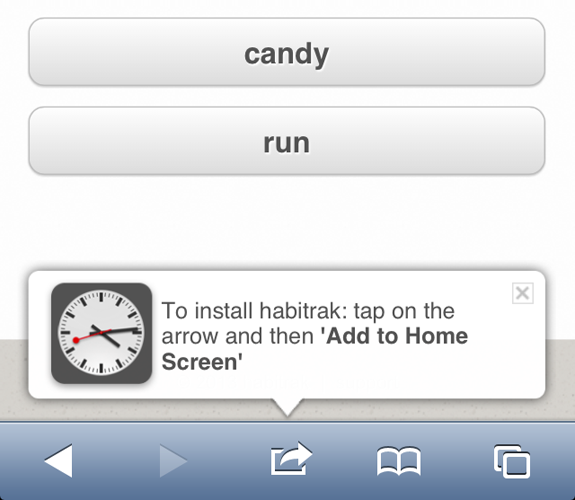 candy
run
To install habitrak: tap on the
arrow and then 'Add to Home
Screen'